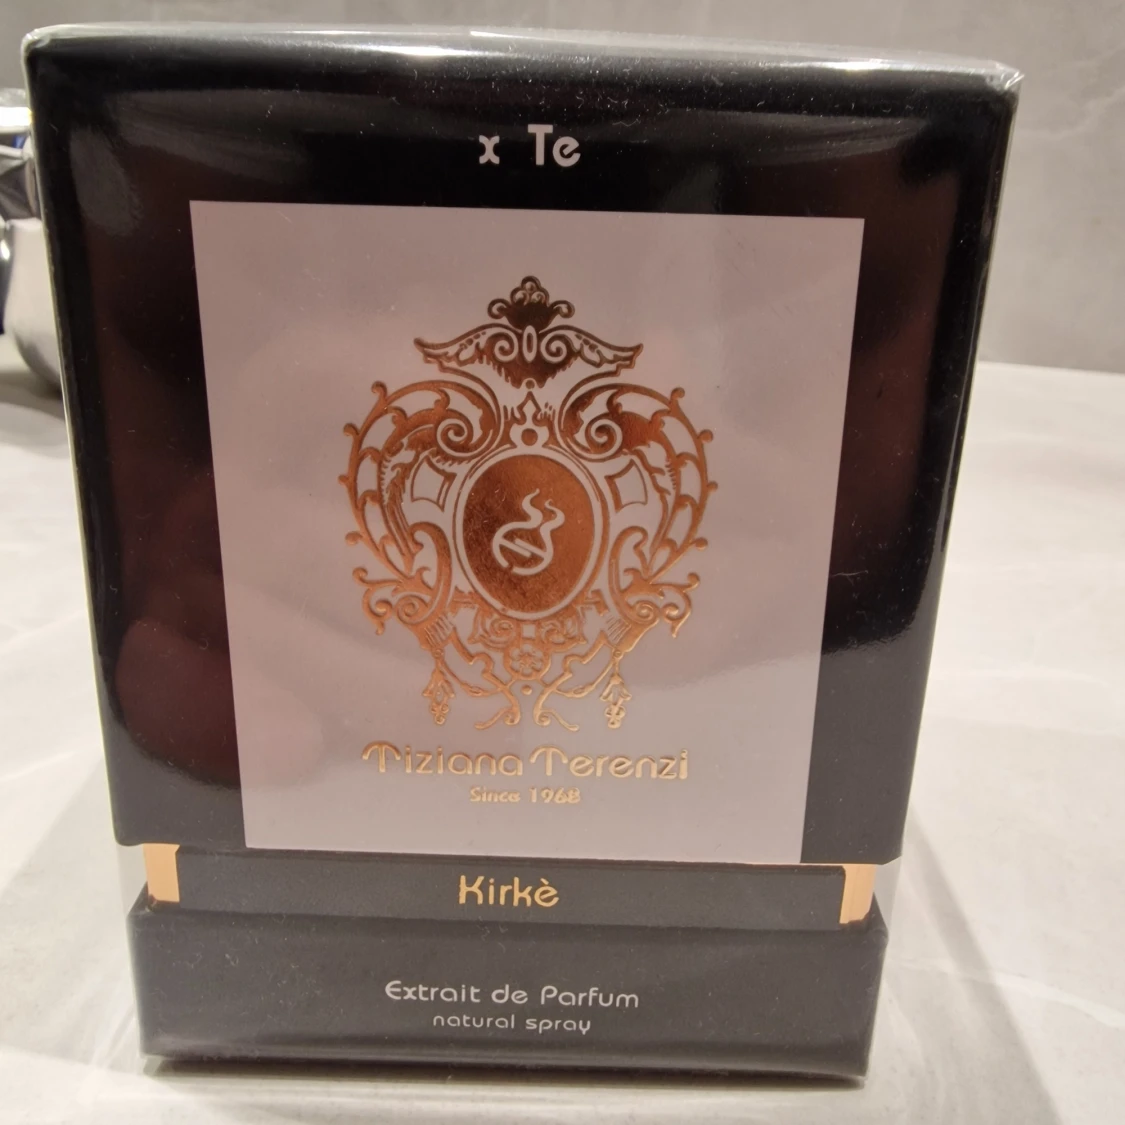 x Te
Tiziana Terenzi
Since 1968
Kirkè
Extrait de Parfum
natural spray